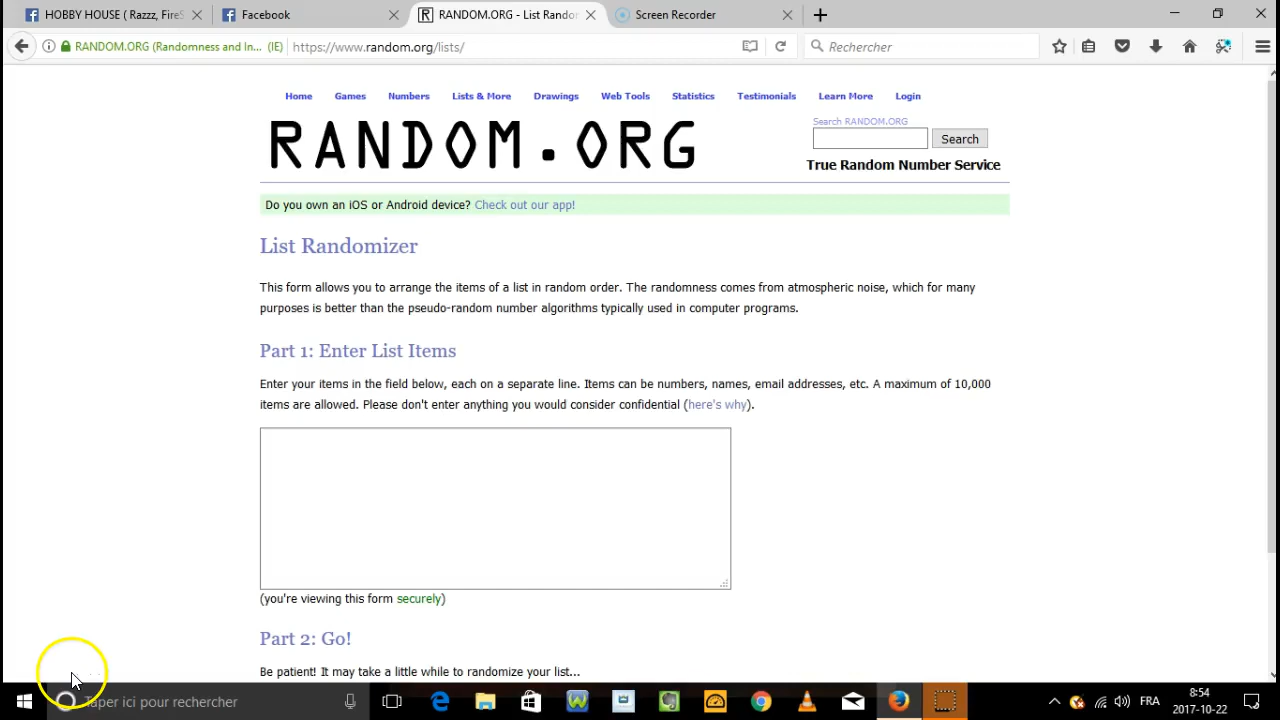 HOBBY HOUSE ( Razzz, FireS
Facebook
RANDOM.ORG - List Randor
Screen Recorder
RANDOM.ORG (Randomness and In... (IE)
https://www.random.org/lists/
Rechercher
Home Games Numbers Lists & More Drawings Web Tools Statistics Testimonials Learn More Login
RANDOM.ORG
Search RANDOM.ORG
Search
True Random Number Service
Do you own an iOS or Android device? Check out our app!
List Randomizer
This form allows you to arrange the items of a list in random order. The randomness comes from atmospheric noise, which for many
purposes is better than the pseudo-random number algorithms typically used in computer programs.
Part 1: Enter List Items
Enter your items in the field below, each on a separate line. Items can be numbers, names, email addresses, etc. A maximum of 10,000
items are allowed. Please don't enter anything you would consider confidential (here's why).
(you're viewing this form securely)
Part 2: Go!
Be patient! It may take a little while to randomize your list...
Taper ici pour rechercher
FRA
8:54
2017-10-22